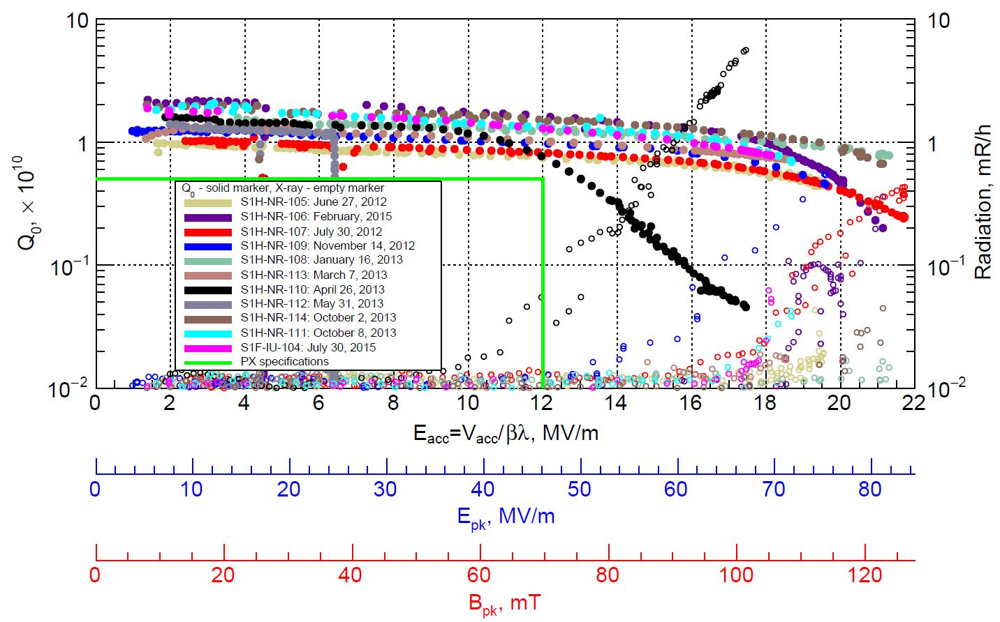 10 10
1 1
10⁻¹ 10⁻¹
10⁻² 10⁻²
Q₀, × 10¹⁰
Radiation, mR/h
Q₀ - solid marker, X-ray - empty marker
S1H-NR-105: June 27, 2012
S1H-NR-106: February, 2015
S1H-NR-107: July 30, 2012
S1H-NR-109: November 14, 2012
S1H-NR-108: January 16, 2013
S1H-NR-113: March 7, 2013
S1H-NR-110: April 26, 2013
S1H-NR-112: May 31, 2013
S1H-NR-114: October 2, 2013
S1H-NR-111: October 8, 2013
S1F-IU-104: July 30, 2015
PX specifications
0 2 4 6 8 10 12 14 16 18 20 22
Eacc=Vacc/βλ, MV/m
0 10 20 30 40 50 60 70 80
Epk, MV/m
0 20 40 60 80 100 120
Bpk, mT